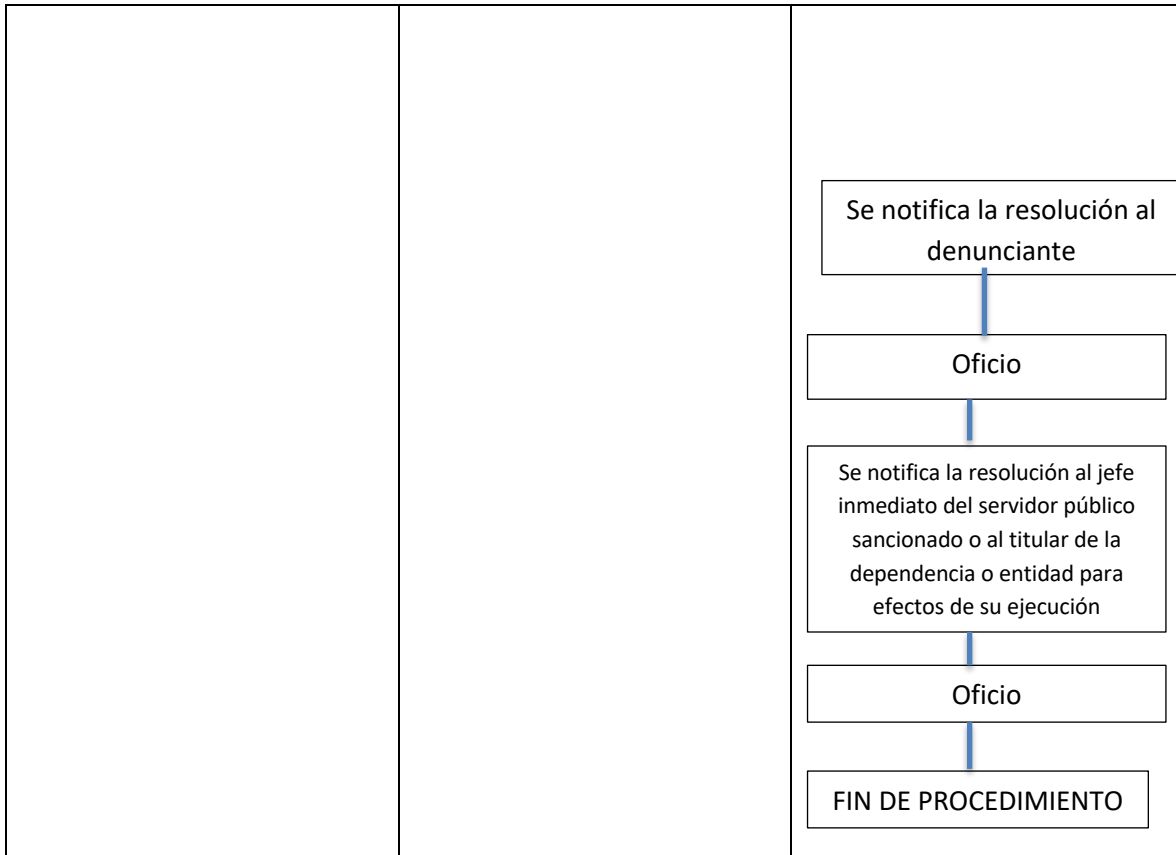 Se notifica la resolución al
denunciante
Oficio
Se notifica la resolución al jefe
inmediato del servidor público
sancionado o al titular de la
dependencia o entidad para
efectos de su ejecución
Oficio
FIN DE PROCEDIMIENTO